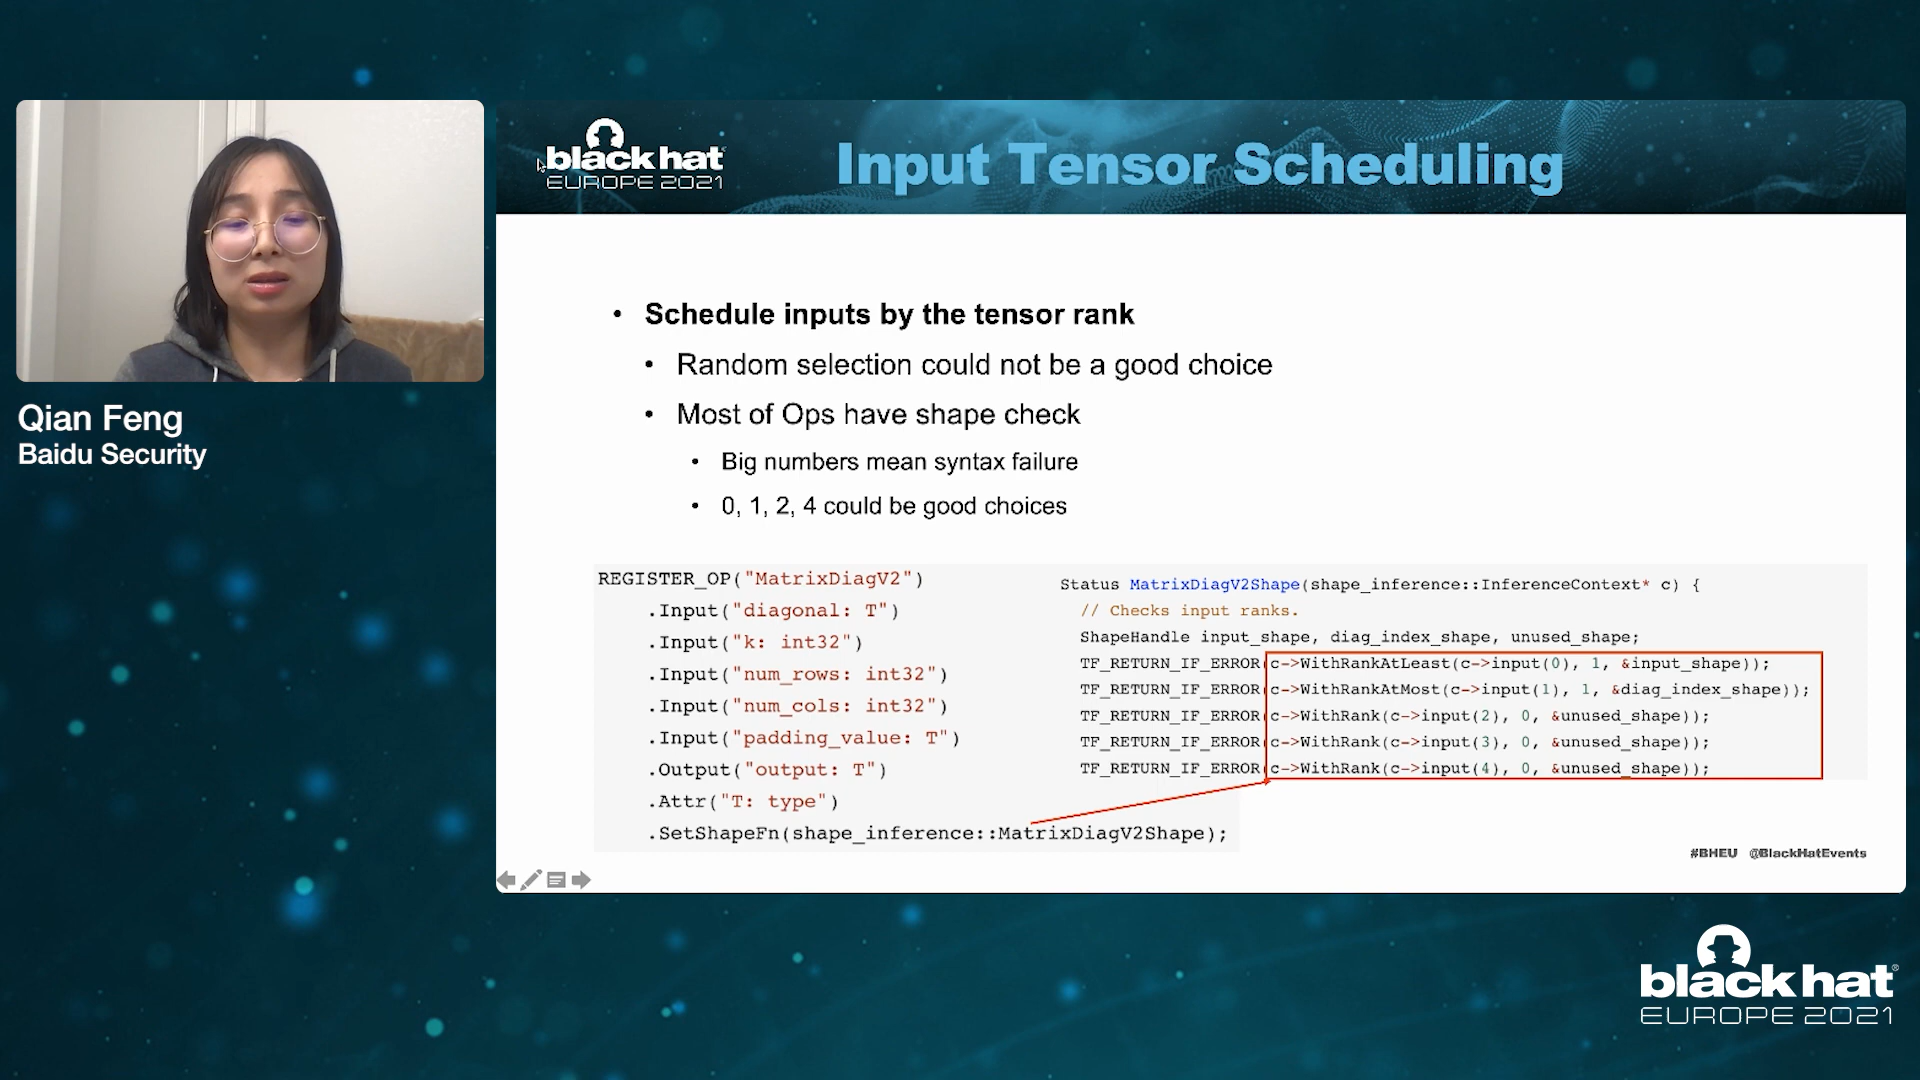 black hat
EUROPE 2021
Input Tensor Scheduling
Qian Feng
Baidu Security
• Schedule inputs by the tensor rank
• Random selection could not be a good choice
• Most of Ops have shape check
• Big numbers mean syntax failure
• 0, 1, 2, 4 could be good choices
REGISTER_OP("MatrixDiagV2")
.Input("diagonal: T")
.Input("k: int32")
.Input("num_rows: int32")
.Input("num_cols: int32")
.Input("padding_value: T")
.Output("output: T")
.Attr("T: type")
.SetShapeFn(shape_inference::MatrixDiagV2Shape);
Status MatrixDiagV2Shape(shape_inference::InferenceContext* c) {
// Checks input ranks.
ShapeHandle input_shape, diag_index_shape, unused_shape;
TF_RETURN_IF_ERROR(c->WithRankAtLeast(c->input(0), 1, &input_shape));
TF_RETURN_IF_ERROR(c->WithRankAtMost(c->input(1), 1, &diag_index_shape));
TF_RETURN_IF_ERROR(c->WithRank(c->input(2), 0, &unused_shape));
TF_RETURN_IF_ERROR(c->WithRank(c->input(3), 0, &unused_shape));
TF_RETURN_IF_ERROR(c->WithRank(c->input(4), 0, &unused_shape));
#BHEU @BlackHatEvents
black hat®
EUROPE 2021